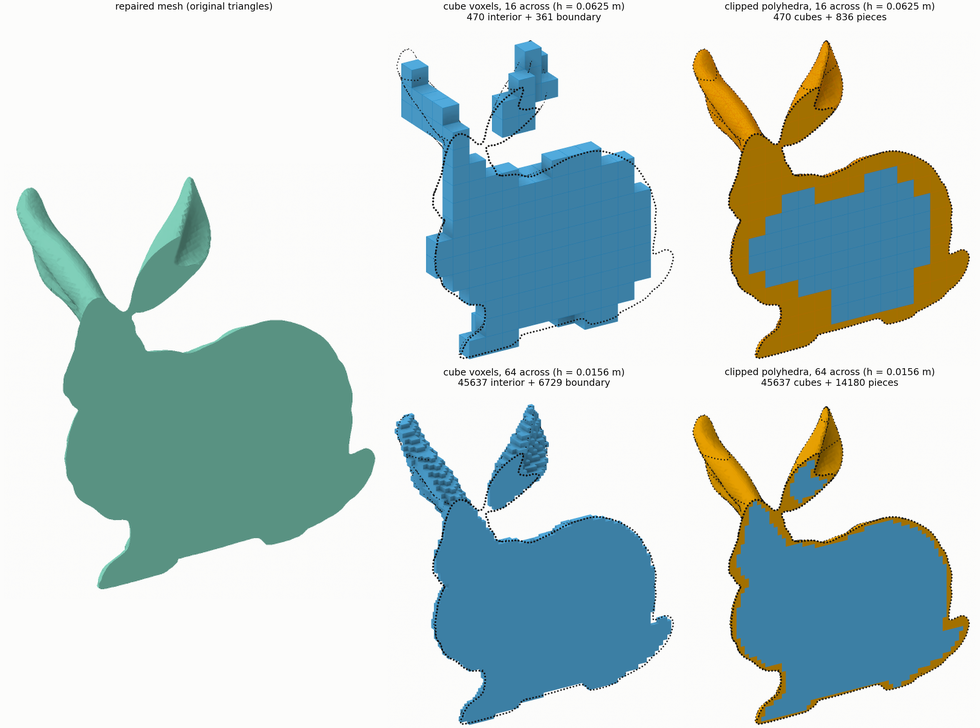 repaired mesh (original triangles)
cube voxels, 16 across (h = 0.0625 m)
470 interior + 361 boundary
clipped polyhedra, 16 across (h = 0.0625 m)
470 cubes + 836 pieces
cube voxels, 64 across (h = 0.0156 m)
45637 interior + 6729 boundary
clipped polyhedra, 64 across (h = 0.0156 m)
45637 cubes + 14180 pieces